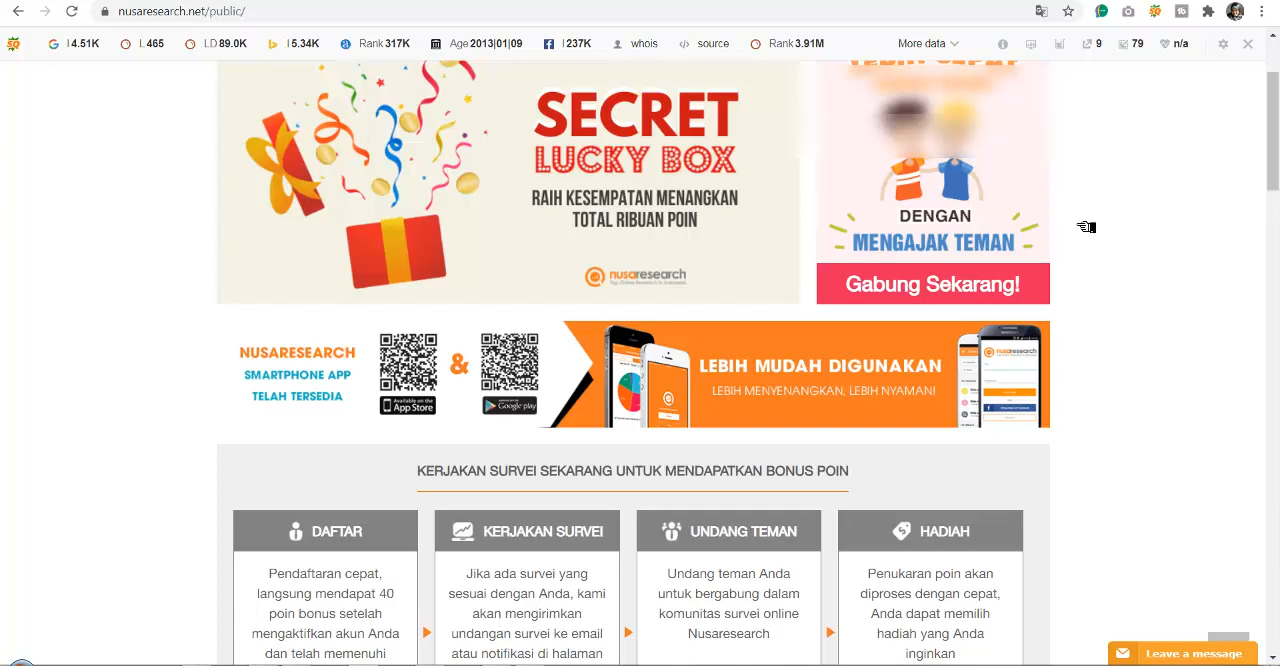 nusaresearch.net/public/
I 4.51K
L 465
LD 89.0K
I 5.34K
Rank 317K
Age 2013|01|09
I 237K
whois
source
Rank 3.91M
More data
9
79
n/a
SECRET
LUCKY BOX
RAIH KESEMPATAN MENANGKAN
TOTAL RIBUAN POIN
nusaresearch
LEBIH CEPAT
DENGAN
MENGAJAK TEMAN
Gabung Sekarang!
NUSARESEARCH
SMARTPHONE APP
TELAH TERSEDIA
&
Available on the
App Store
Google play
LEBIH MUDAH DIGUNAKAN
LEBIH MENYENANGKAN, LEBIH NYAMAN!
nusaresearch
KERJAKAN SURVEI SEKARANG UNTUK MENDAPATKAN BONUS POIN
DAFTAR
Pendaftaran cepat,
langsung mendapat 40
poin bonus setelah
mengaktifkan akun Anda
dan telah memenuhi
KERJAKAN SURVEI
Jika ada survei yang
sesuai dengan Anda, kami
akan mengirimkan
undangan survei ke email
atau notifikasi di halaman
UNDANG TEMAN
Undang teman Anda
untuk bergabung dalam
komunitas survei online
Nusaresearch
HADIAH
Penukaran poin akan
diproses dengan cepat,
Anda dapat memilih
hadiah yang Anda
inginkan
Leave a message